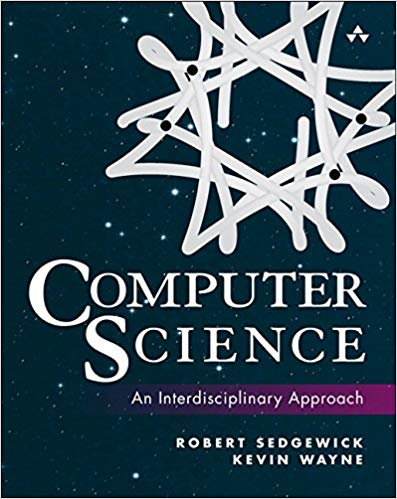 COMPUTER
SCIENCE
An Interdisciplinary Approach
ROBERT SEDGEWICK
KEVIN WAYNE